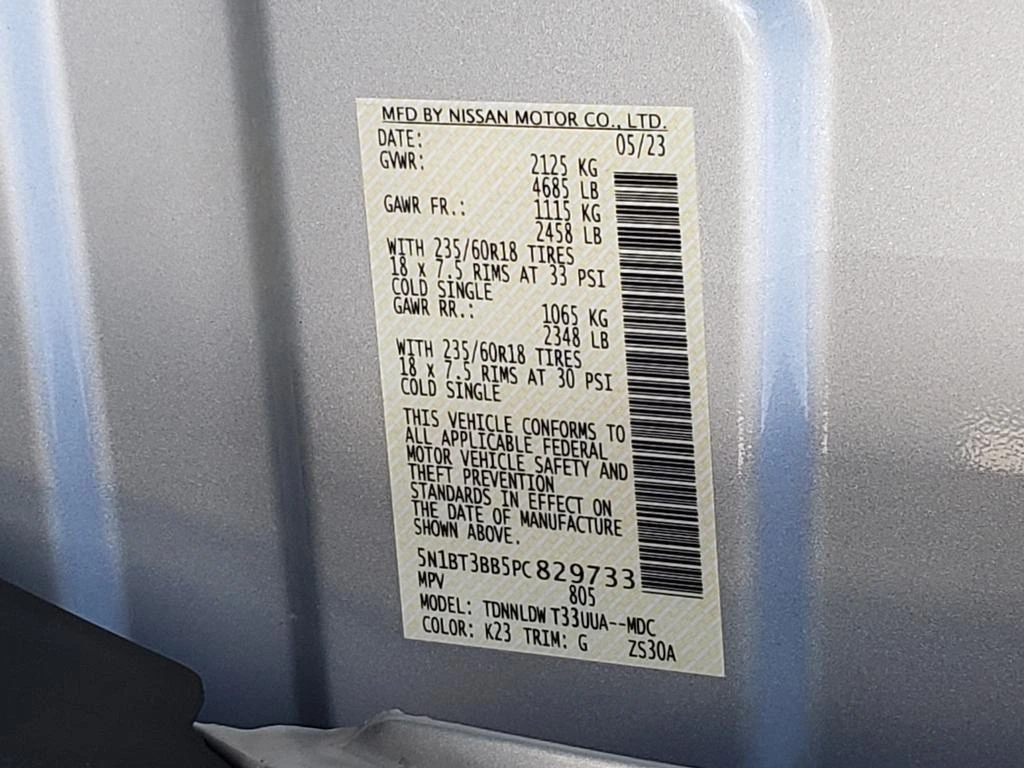 MFD BY NISSAN MOTOR CO., LTD.
DATE: 05/23
GVWR: 2125 KG
4685 LB
GAWR FR.: 1115 KG
2458 LB
WITH 235/60R18 TIRES
18 x 7.5 RIMS AT 33 PSI
COLD SINGLE
GAWR RR.: 1065 KG
2348 LB
WITH 235/60R18 TIRES
18 x 7.5 RIMS AT 30 PSI
COLD SINGLE
THIS VEHICLE CONFORMS TO
ALL APPLICABLE FEDERAL
MOTOR VEHICLE SAFETY AND
THEFT PREVENTION
STANDARDS IN EFFECT ON
THE DATE OF MANUFACTURE
SHOWN ABOVE.
5N1BT3BB5PC829733
MPV 805
MODEL: TDNNLDW T33UUA--MDC
COLOR: K23 TRIM: G ZS30A